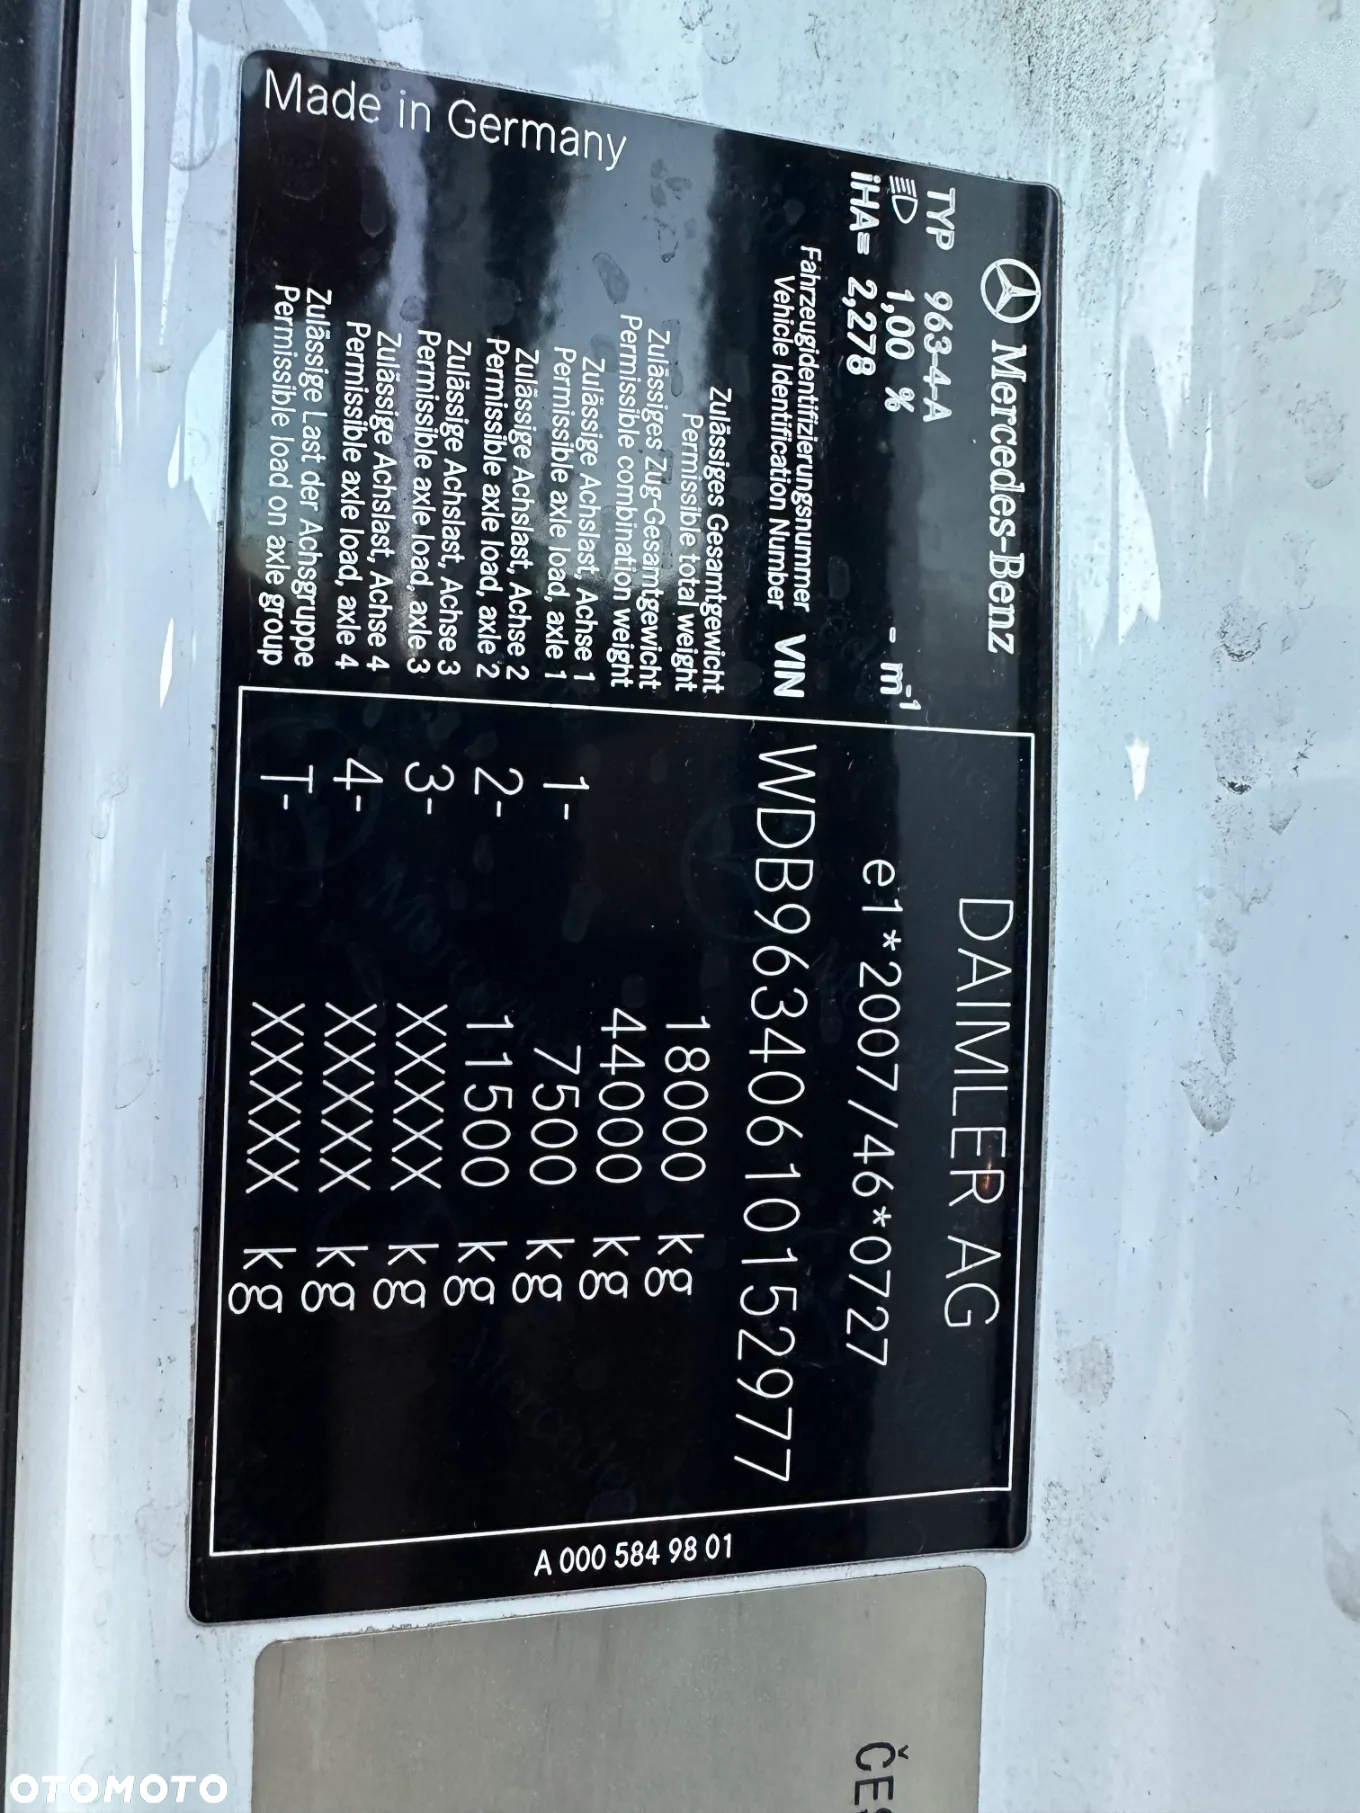 Mercedes-Benz
TYP 963-4-A
1,00 % - m-1
iHA= 2,278
DAIMLER AG
e1*2007/46*0727
Fahrzeugidentifizierungsnummer
Vehicle Identification Number VIN WDB9634061015297​7
Zulässiges Gesamtgewicht
Permissible total weight 18000 kg
Zulässiges Zug-Gesamtgewicht
Permissible combination weight 44000 kg
Zulässige Achslast, Achse 1
Permissible axle load, axle 1 1- 7500 kg
Zulässige Achslast, Achse 2
Permissible axle load, axle 2 2- 11500 kg
Zulässige Achslast, Achse 3
Permissible axle load, axle 3 3- XXXXX kg
Zulässige Achslast, Achse 4
Permissible axle load, axle 4 4- XXXXX kg
Zulässige Last der Achsgruppe
Permissible load on axle group T- XXXXX kg
Made in Germany
A 000 584 98 01
OTOMOTO